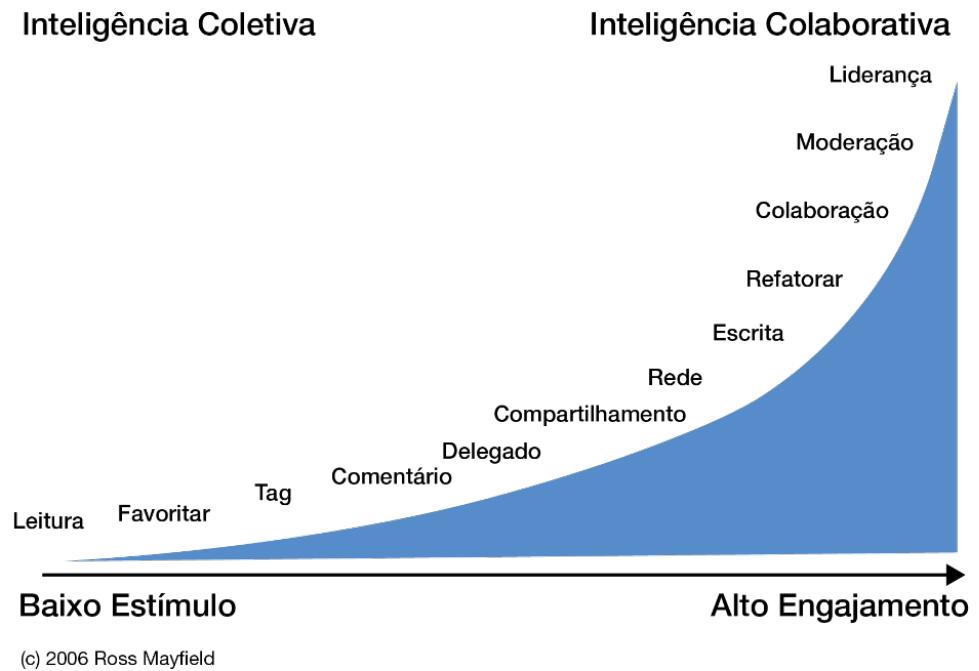 Inteligência Coletiva
Inteligência Colaborativa
Liderança
Moderação
Colaboração
Refatorar
Escrita
Rede
Compartilhamento
Delegado
Comentário
Tag
Favoritar
Leitura
Baixo Estímulo
Alto Engajamento
(c) 2006 Ross Mayfield